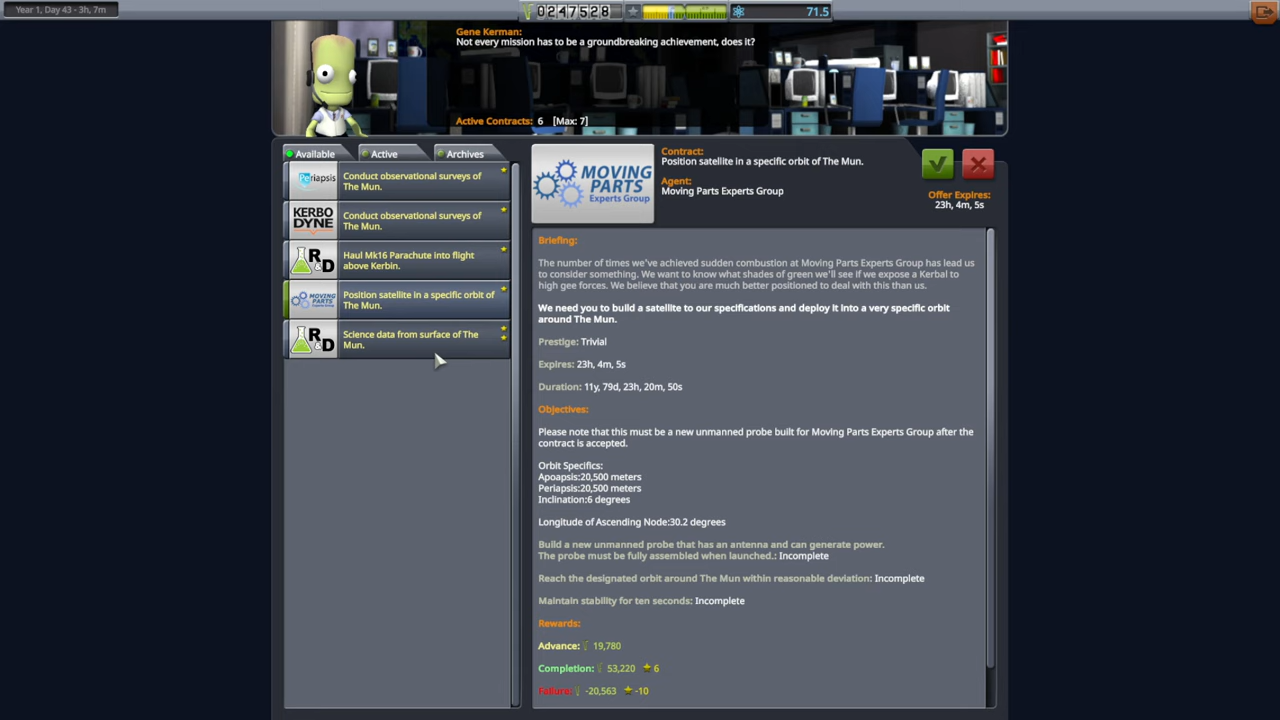 Year 1, Day 43 - 3h, 7m
0247528
71.5
Gene Kerman:
Not every mission has to be a groundbreaking achievement, does it?
Active Contracts: 6 [Max: 7]
Available
Active
Archives
Periapsis
Conduct observational surveys of
The Mun.
KERBO
DYNE
Conduct observational surveys of
The Mun.
R&D
Haul Mk16 Parachute into flight
above Kerbin.
MOVING
PARTS
Position satellite in a specific orbit of
The Mun.
R&D
Science data from surface of The
Mun.
MOVING
PARTS
Experts Group
Contract:
Position satellite in a specific orbit of The Mun.
Agent:
Moving Parts Experts Group
Offer Expires:
23h, 4m, 5s
Briefing:
The number of times we've achieved sudden combustion at Moving Parts Experts Group has lead us
to consider something. We want to know what shades of green we'll see if we expose a Kerbal to
high gee forces. We believe that you are much better positioned to deal with this than us.
We need you to build a satellite to our specifications and deploy it into a very specific orbit
around The Mun.
Prestige: Trivial
Expires: 23h, 4m, 5s
Duration: 11y, 79d, 23h, 20m, 50s
Objectives:
Please note that this must be a new unmanned probe built for Moving Parts Experts Group after the
contract is accepted.
Orbit Specifics:
Apoapsis:20,500 meters
Periapsis:20,500 meters
Inclination:6 degrees
Longitude of Ascending Node:30.2 degrees
Build a new unmanned probe that has an antenna and can generate power.
The probe must be fully assembled when launched.: Incomplete
Reach the designated orbit around The Mun within reasonable deviation: Incomplete
Maintain stability for ten seconds: Incomplete
Rewards:
Advance: 19,780
Completion: 53,220 6
Failure: -20,563 -10